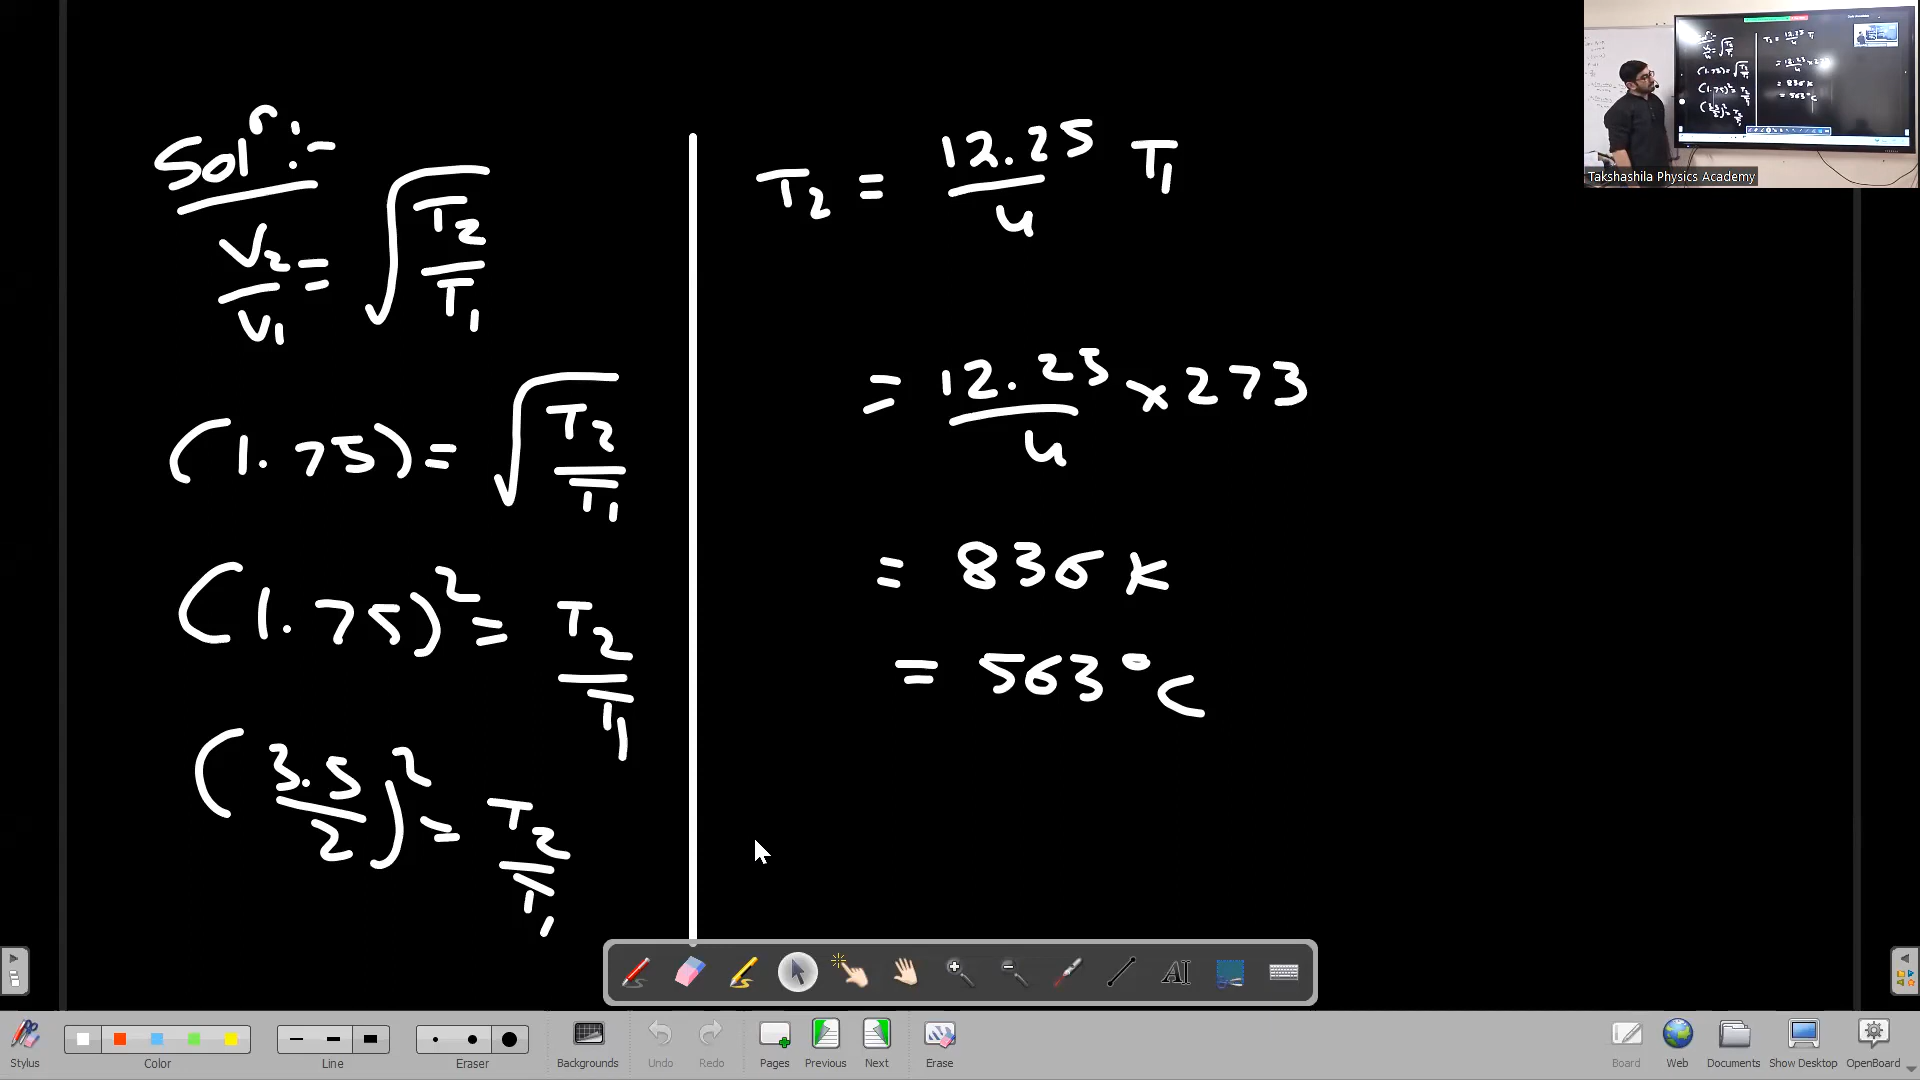 Solⁿ:-
V2/V1 = √(T2/T1)
(1.75) = √(T2/T1)
(1.75)² = T2/T1
(3.5/2)² = T2/T1
T2 = 12.25/4 T1
= 12.25/4 × 273
= 836 K
= 563°C
Takshashila Physics Academy
Stylus
Color
Line
Eraser
Backgrounds
Undo
Redo
Pages
Previous
Next
Erase
Board
Web
Documents
Show Desktop
OpenBoard